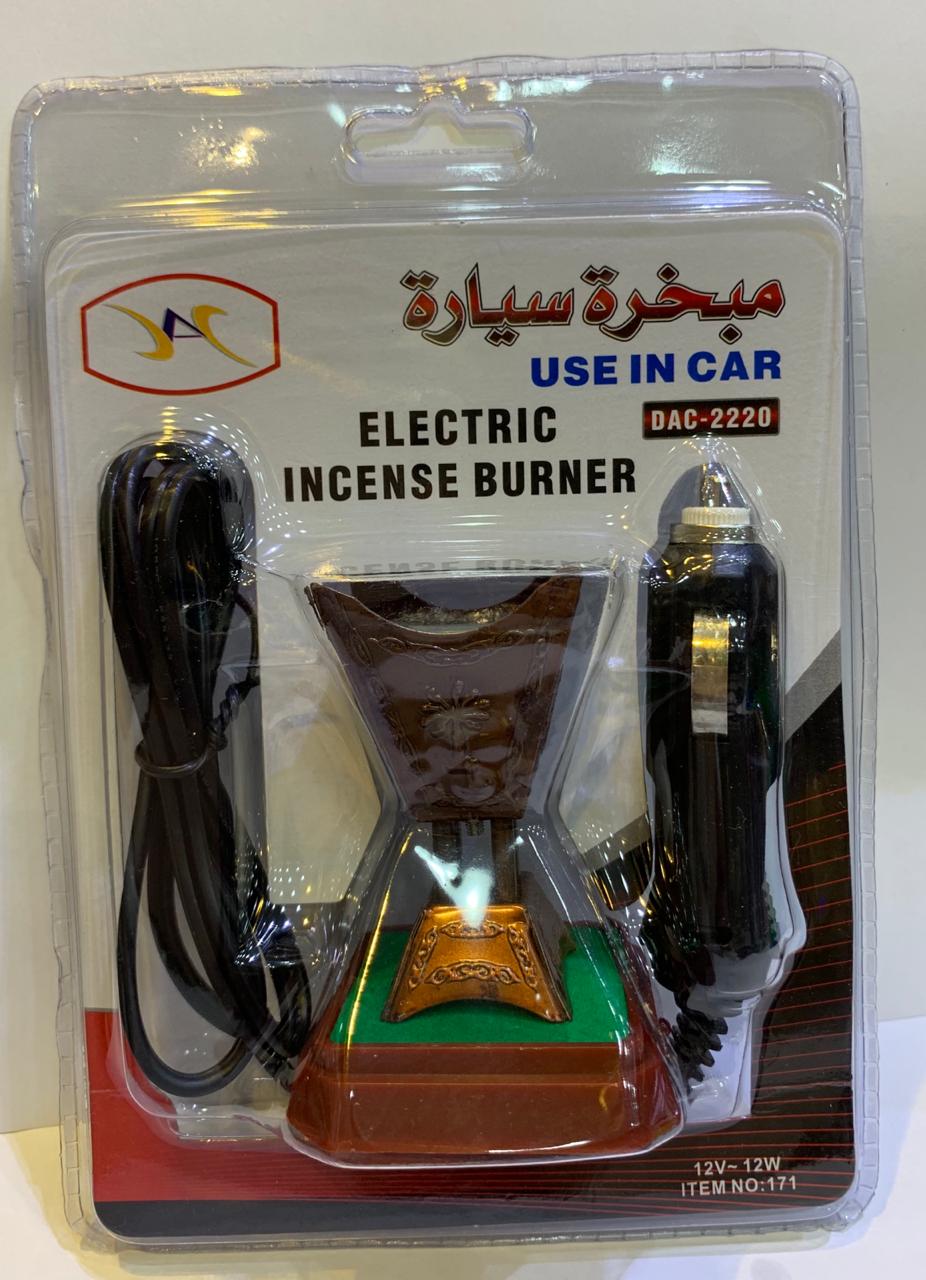 مبخرة سيارة
USE IN CAR
DAC-2220
ELECTRIC
INCENSE BURNER
12V~ 12W
ITEM NO:171